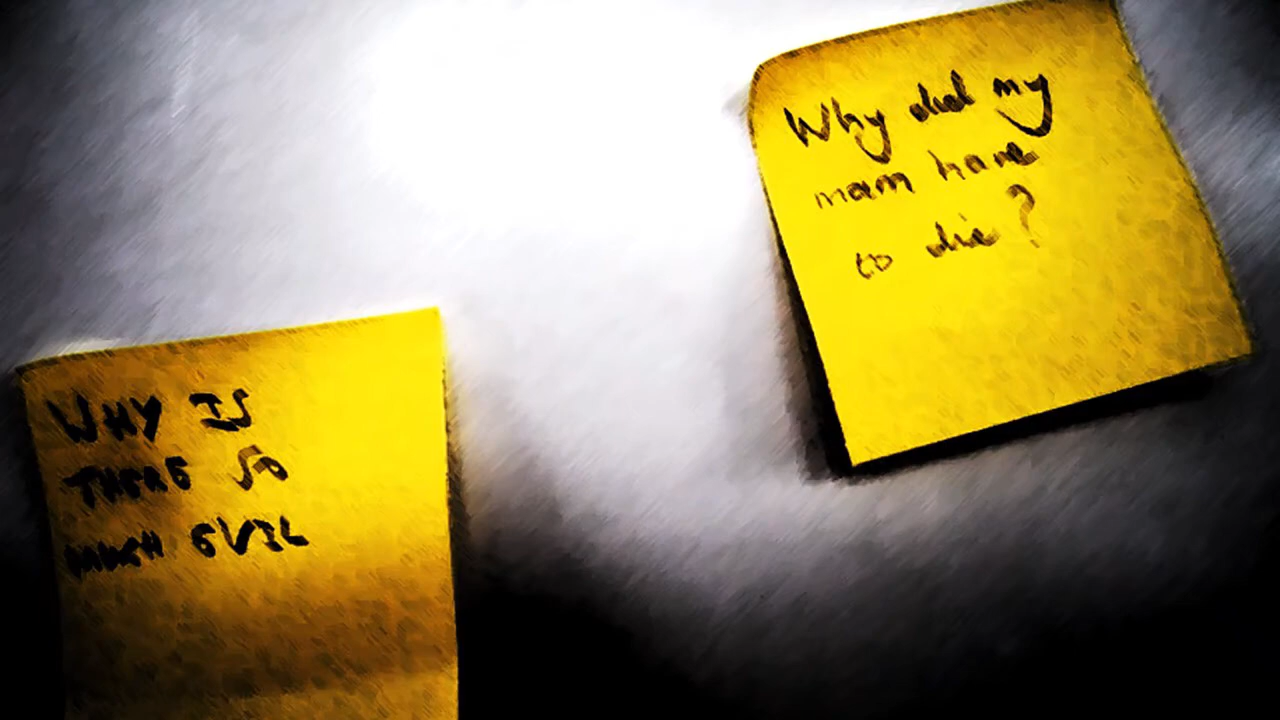 Why did my
mam have
to die?
WHY IS
THERE SO
MUCH EVIL